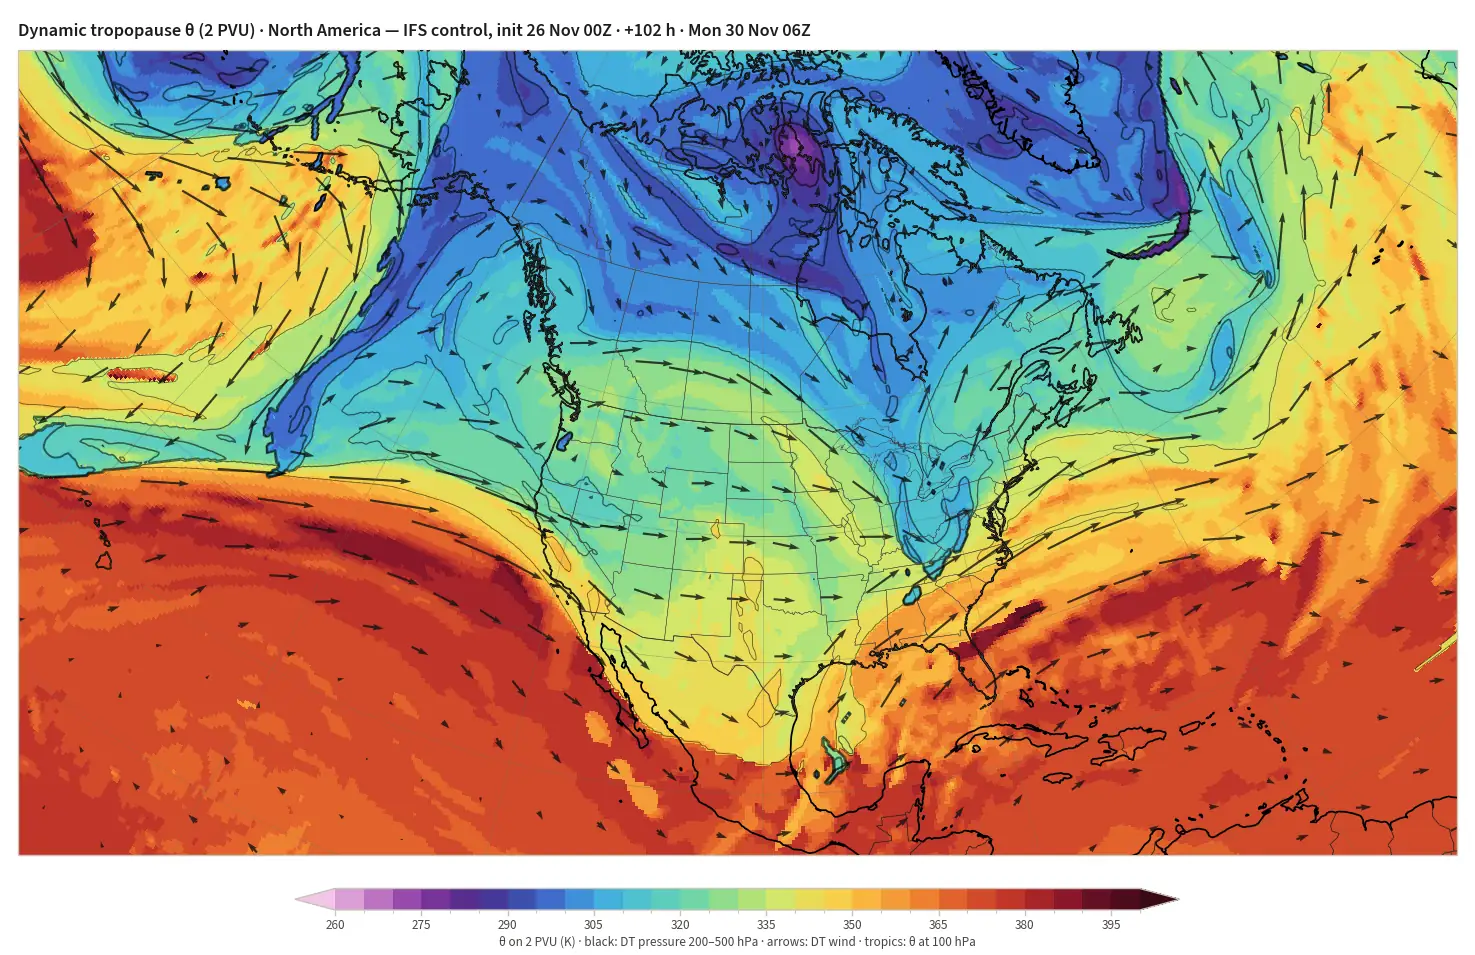 Dynamic tropopause θ (2 PVU) · North America — IFS control, init 26 Nov 00Z · +102 h · Mon 30 Nov 06Z
260 275 290 305 320 335 350 365 380 395
θ on 2 PVU (K) · black: DT pressure 200–500 hPa · arrows: DT wind · tropics: θ at 100 hPa